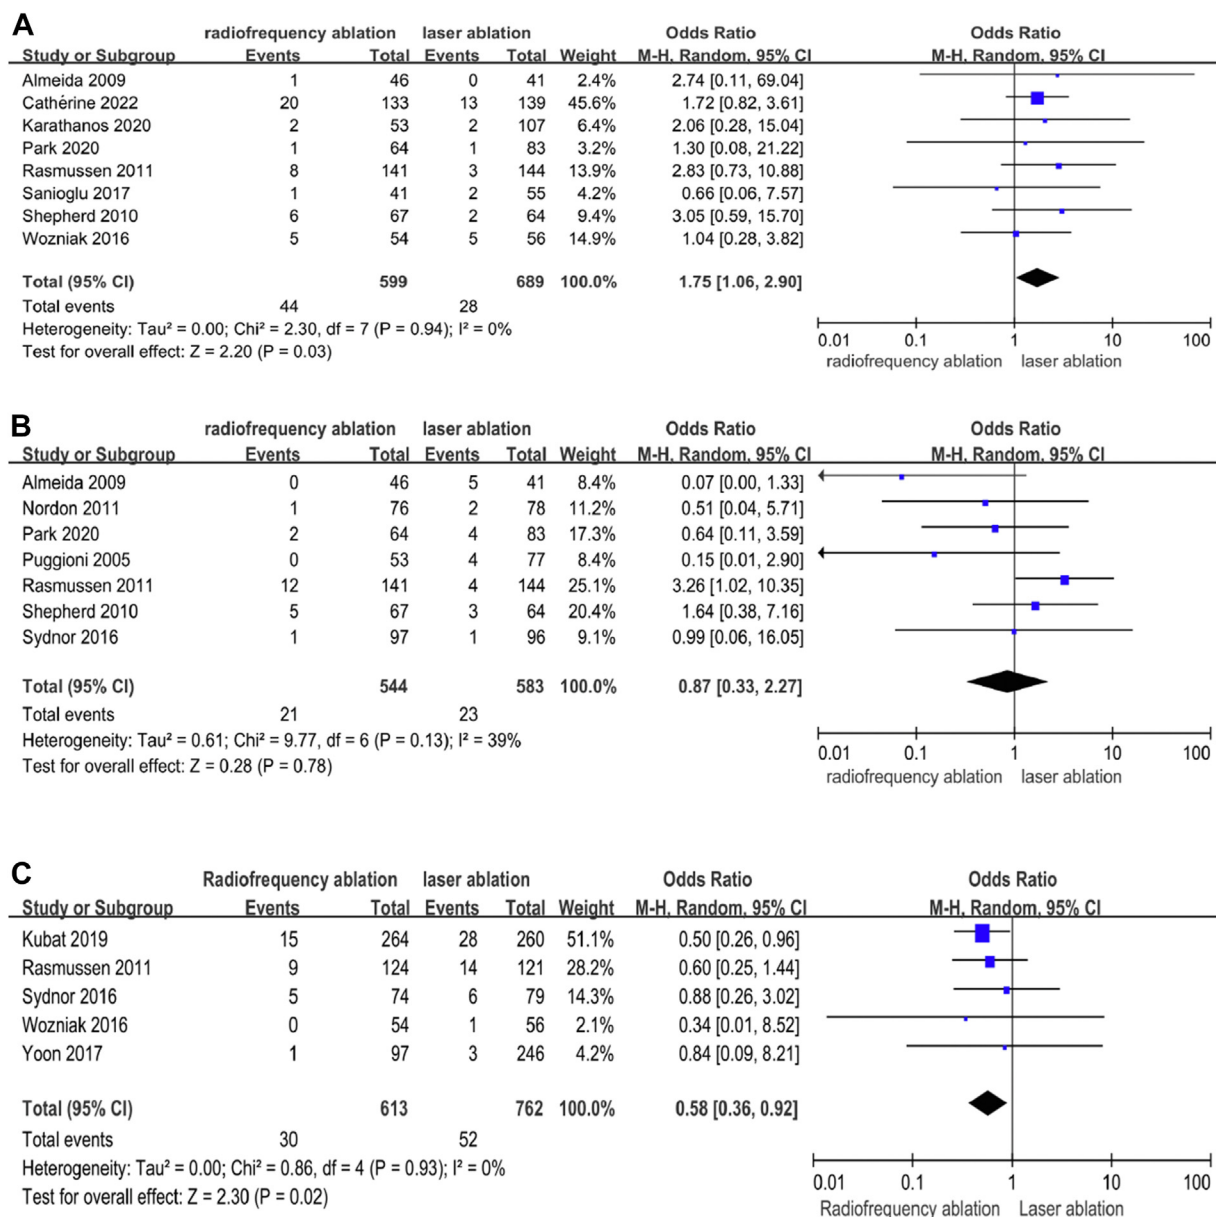 A
radiofrequency ablation laser ablation Odds Ratio Odds Ratio
Study or Subgroup Events Total Events Total Weight M-H, Random, 95% CI M-H, Random, 95% CI
Almeida 2009 1 46 0 41 2.4% 2.74 [0.11, 69.04]
Cathérine 2022 20 133 13 139 45.6% 1.72 [0.82, 3.61]
Karathanos 2020 2 53 2 107 6.4% 2.06 [0.28, 15.04]
Park 2020 1 64 1 83 3.2% 1.30 [0.08, 21.22]
Rasmussen 2011 8 141 3 144 13.9% 2.83 [0.73, 10.88]
Sanioglu 2017 1 41 2 55 4.2% 0.66 [0.06, 7.57]
Shepherd 2010 6 67 2 64 9.4% 3.05 [0.59, 15.70]
Wozniak 2016 5 54 5 56 14.9% 1.04 [0.28, 3.82]
Total (95% CI) 599 689 100.0% 1.75 [1.06, 2.90]
Total events 44 28
Heterogeneity: Tau² = 0.00; Chi² = 2.30, df = 7 (P = 0.94); I² = 0%
Test for overall effect: Z = 2.20 (P = 0.03)
0.01 0.1 1 10 100
radiofrequency ablation laser ablation
B
radiofrequency ablation laser ablation Odds Ratio Odds Ratio
Study or Subgroup Events Total Events Total Weight M-H, Random, 95% CI M-H, Random, 95% CI
Almeida 2009 0 46 5 41 8.4% 0.07 [0.00, 1.33]
Nordon 2011 1 76 2 78 11.2% 0.51 [0.04, 5.71]
Park 2020 2 64 4 83 17.3% 0.64 [0.11, 3.59]
Puggioni 2005 0 53 4 77 8.4% 0.15 [0.01, 2.90]
Rasmussen 2011 12 141 4 144 25.1% 3.26 [1.02, 10.35]
Shepherd 2010 5 67 3 64 20.4% 1.64 [0.38, 7.16]
Sydnor 2016 1 97 1 96 9.1% 0.99 [0.06, 16.05]
Total (95% CI) 544 583 100.0% 0.87 [0.33, 2.27]
Total events 21 23
Heterogeneity: Tau² = 0.61; Chi² = 9.77, df = 6 (P = 0.13); I² = 39%
Test for overall effect: Z = 0.28 (P = 0.78)
0.01 0.1 1 10 100
radiofrequency ablation laser ablation
C
Radiofrequency ablation laser ablation Odds Ratio Odds Ratio
Study or Subgroup Events Total Events Total Weight M-H, Random, 95% CI M-H, Random, 95% CI
Kubat 2019 15 264 28 260 51.1% 0.50 [0.26, 0.96]
Rasmussen 2011 9 124 14 121 28.2% 0.60 [0.25, 1.44]
Sydnor 2016 5 74 6 79 14.3% 0.88 [0.26, 3.02]
Wozniak 2016 0 54 1 56 2.1% 0.34 [0.01, 8.52]
Yoon 2017 1 97 3 246 4.2% 0.84 [0.09, 8.21]
Total (95% CI) 613 762 100.0% 0.58 [0.36, 0.92]
Total events 30 52
Heterogeneity: Tau² = 0.00; Chi² = 0.86, df = 4 (P = 0.93); I² = 0%
Test for overall effect: Z = 2.30 (P = 0.02)
0.01 0.1 1 10 100
Radiofrequency ablation Laser ablation